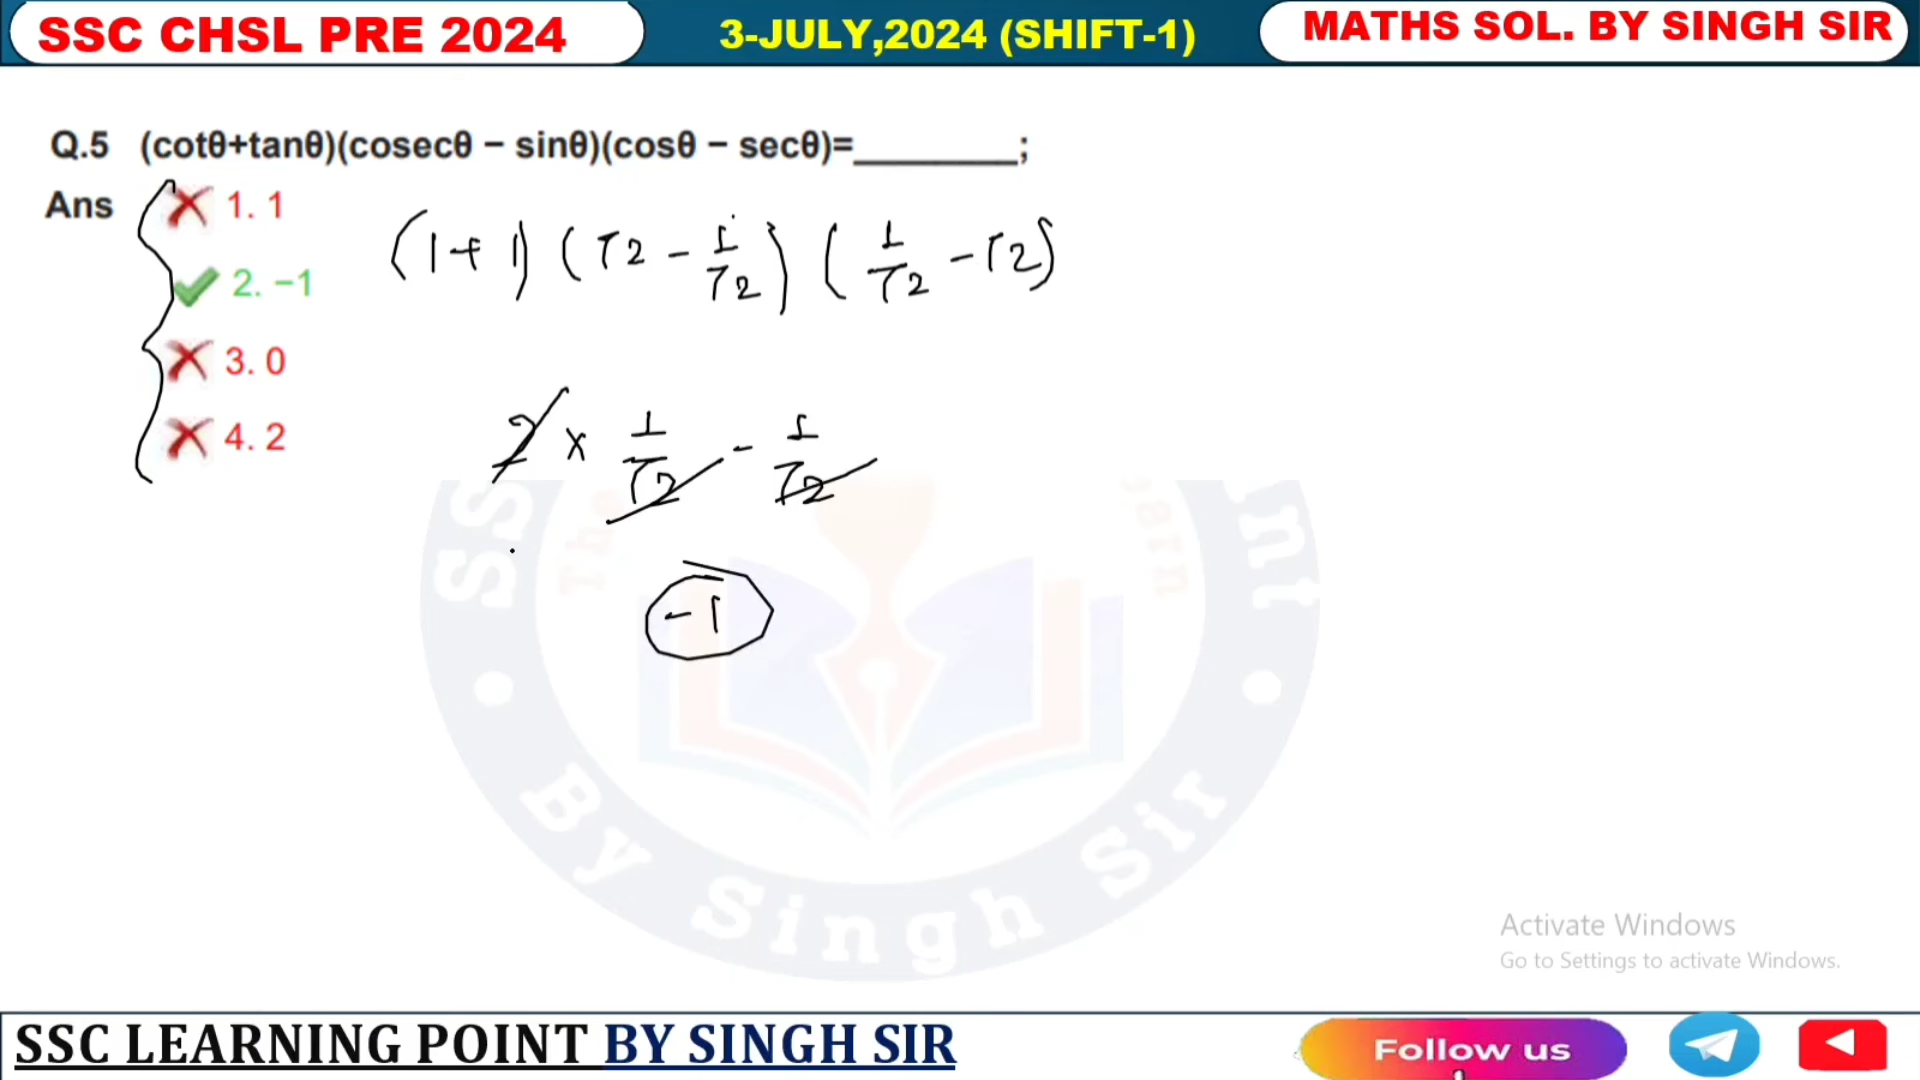 SSC CHSL PRE 2024
3-JULY,2024 (SHIFT-1)
MATHS SOL. BY SINGH SIR
Q.5 (cotθ+tanθ)(cosecθ − sinθ)(cosθ − secθ)=________;
Ans
1. 1
2. −1
3. 0
4. 2
(1+1) (√2 - 1/√2) (1/√2 - √2)
2 × 1/√2 - 1/√2
-1
By Singh Sir
Activate Windows
Go to Settings to activate Windows.
SSC LEARNING POINT BY SINGH SIR
Follow us